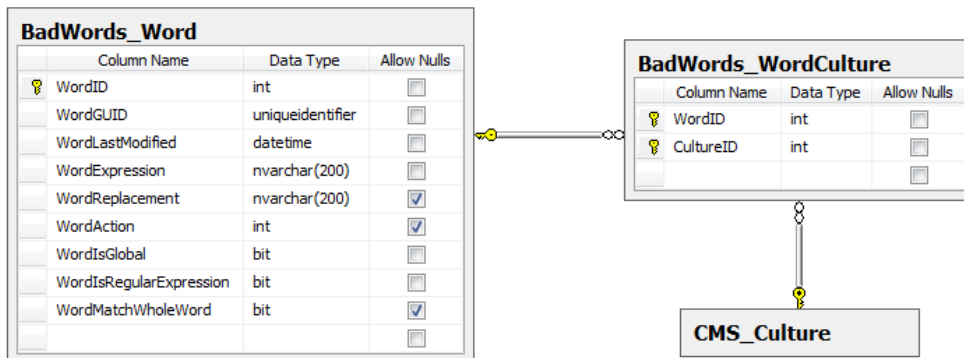 BadWords_Word
Column Name Data Type Allow Nulls
WordID int
WordGUID uniqueidentifier
WordLastModified datetime
WordExpression nvarchar(200)
WordReplacement nvarchar(200)
WordAction int
WordIsGlobal bit
WordIsRegularExpression bit
WordMatchWholeWord bit
BadWords_WordCulture
Column Name Data Type Allow Nulls
WordID int
CultureID int
CMS_Culture